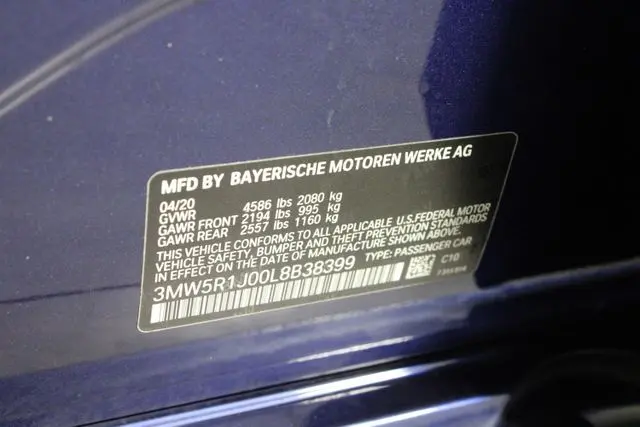 MFD BY BAYERISCHE MOTOREN WERKE AG
04/20
GVWR 4586 lbs 2080 kg
GAWR FRONT 2194 lbs 995 kg
GAWR REAR 2557 lbs 1160 kg
THIS VEHICLE CONFORMS TO ALL APPLICABLE U.S.FEDERAL MOTOR
VEHICLE SAFETY, BUMPER AND THEFT PREVENTION STANDARDS
IN EFFECT ON THE DATE OF MANUFACTURE SHOWN ABOVE.
3MW5R1J00L8B38399 TYPE: PASSENGER CAR
C10